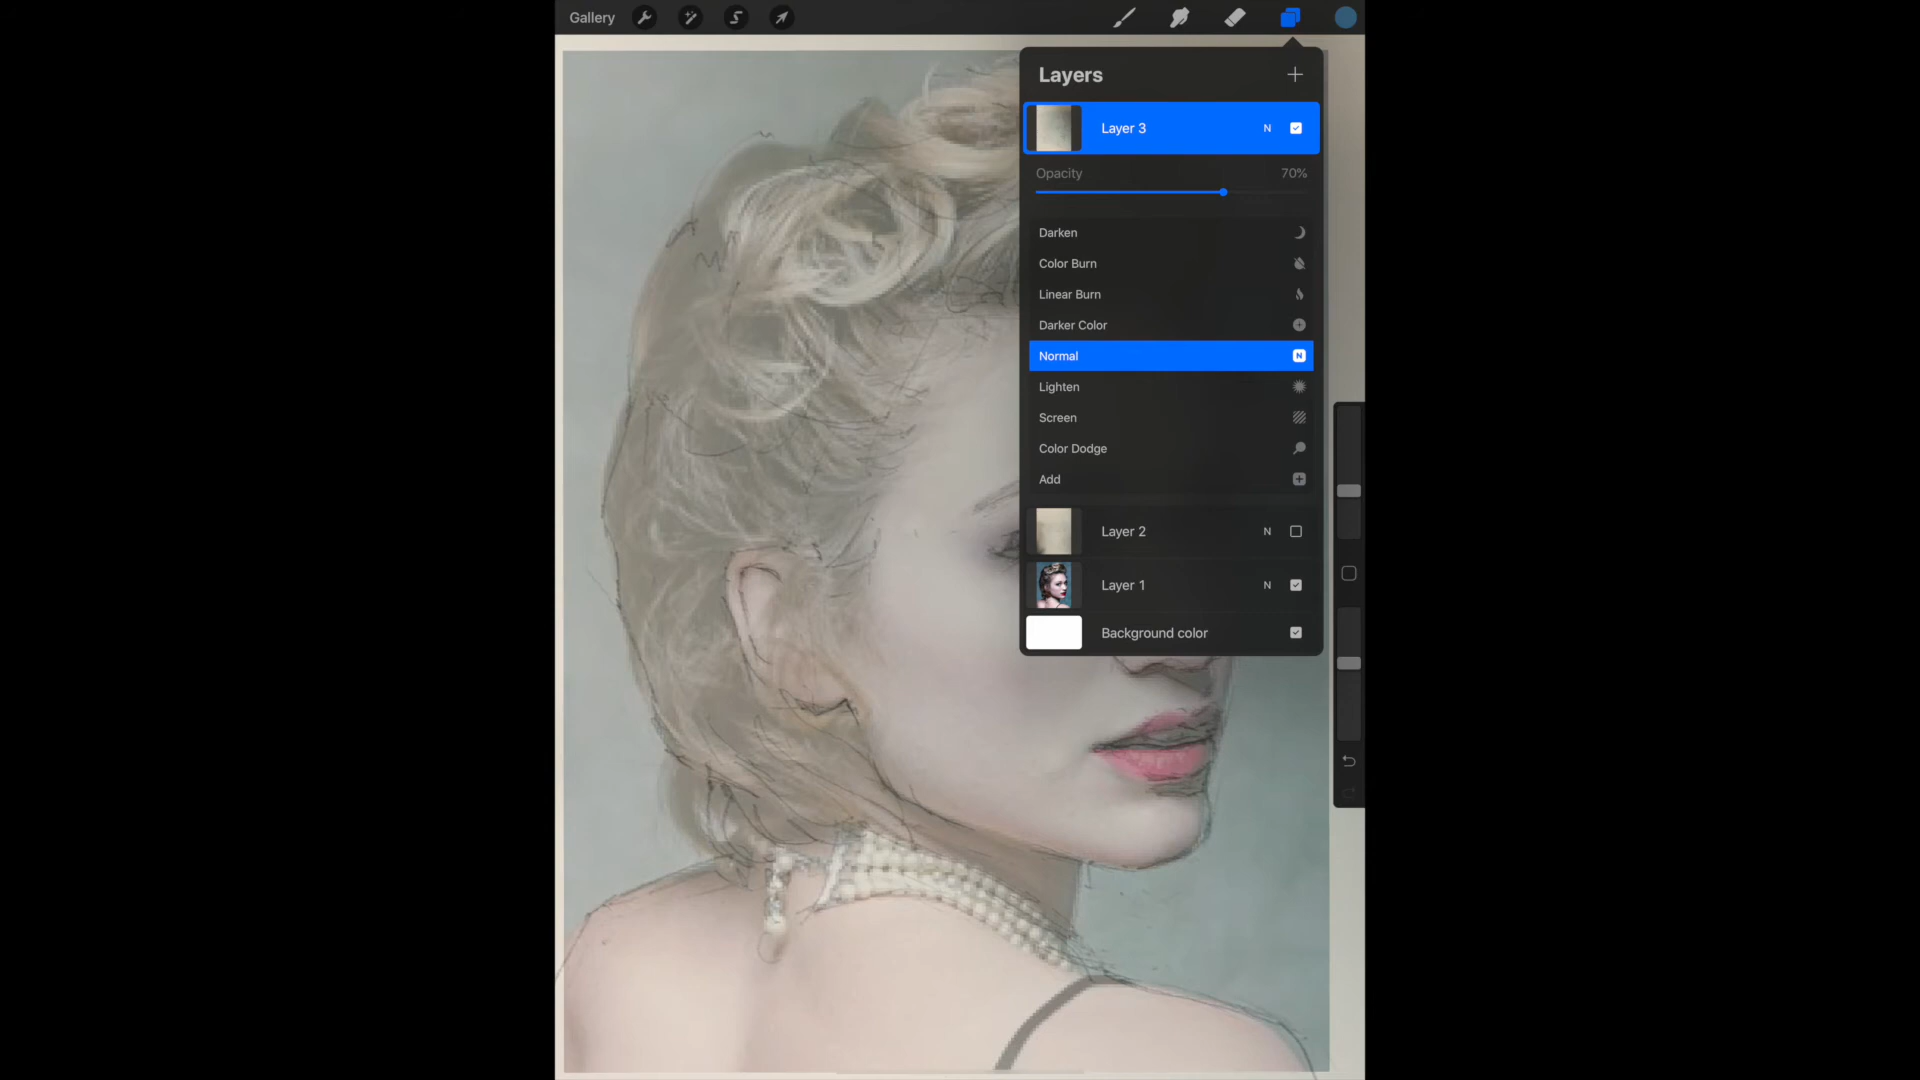 Gallery
Layers
Layer 3 N
Opacity 70%
Darken
Color Burn
Linear Burn
Darker Color
Normal N
Lighten
Screen
Color Dodge
Add
Layer 2 N
Layer 1 N
Background color